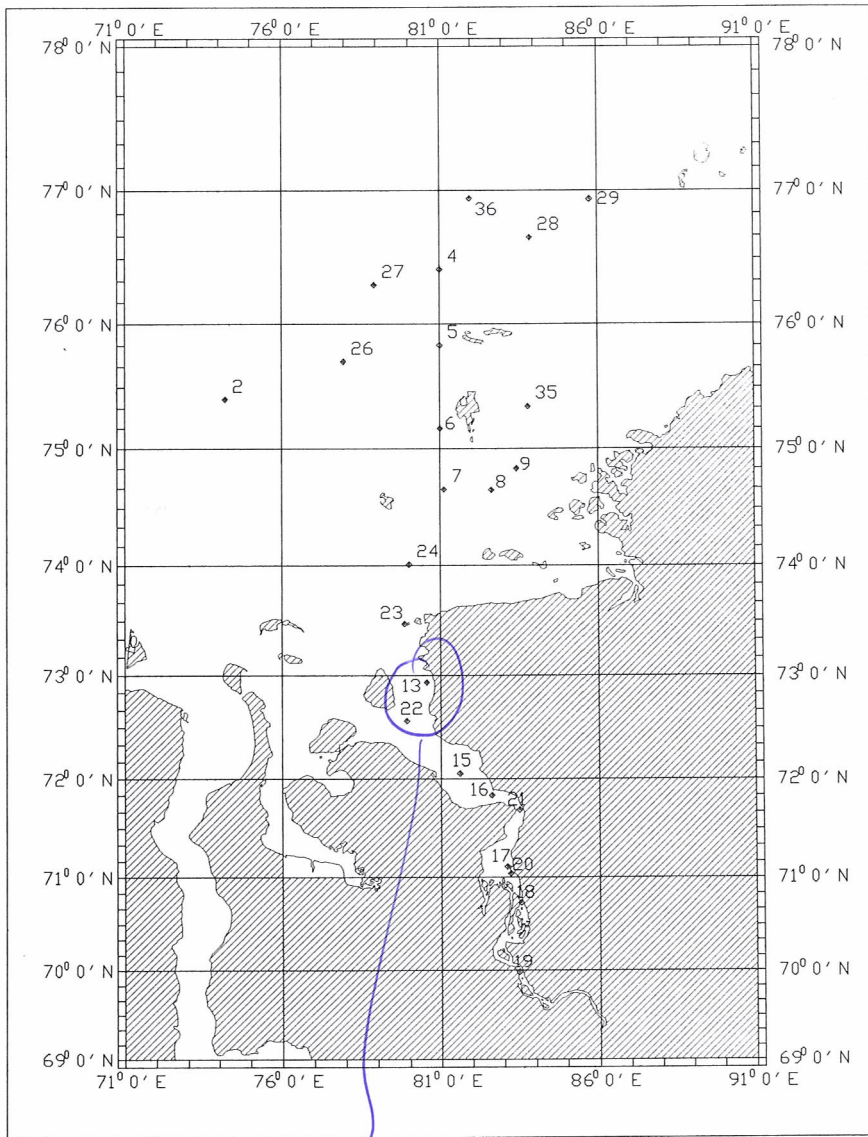 71⁰ 0' E 76⁰ 0' E 81⁰ 0' E 86⁰ 0' E 91⁰ 0' E
78⁰ 0' N 78⁰ 0' N
77⁰ 0' N 77⁰ 0' N
29
36
28
4
27
76⁰ 0' N 76⁰ 0' N
5
26
2
35
6
75⁰ 0' N 75⁰ 0' N
9
7 8
24
74⁰ 0' N 74⁰ 0' N
23
73⁰ 0' N 73⁰ 0' N
13
22
15
72⁰ 0' N 72⁰ 0' N
16
21
17
20
71⁰ 0' N 71⁰ 0' N
18
19
70⁰ 0' N 70⁰ 0' N
69⁰ 0' N 69⁰ 0' N
71⁰ 0' E 76⁰ 0' E 81⁰ 0' E 86⁰ 0' E 91⁰ 0' E